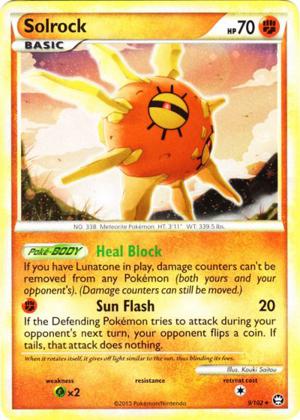 Solrock
HP 70
BASIC
NO. 338 Meteorite Pokémon HT: 3'11" WT: 339.5 lbs.
Poké-BODY Heal Block
If you have Lunatone in play, damage counters can't be
removed from any Pokémon (both yours and your
opponent's). (Damage counters can still be moved.)
Sun Flash 20
If the Defending Pokémon tries to attack during your
opponent's next turn, your opponent flips a coin. If
tails, that attack does nothing.
When it rotates itself, it gives off light similar to the sun, thus blinding its foes.
Illus. Kouki Saitou
weakness resistance retreat cost
×2
9/102
©2010 Pokémon/Nintendo